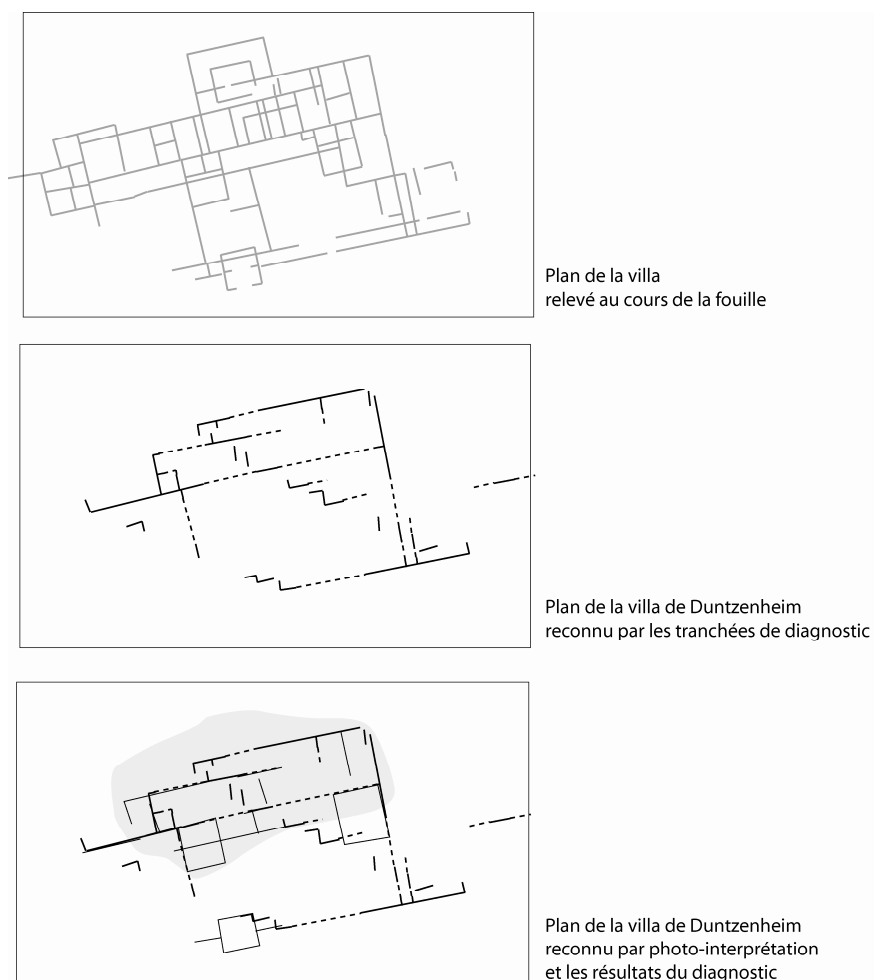 Plan de la villa
relevé au cours de la fouille
Plan de la villa de Duntzenheim
reconnu par les tranchées de diagnostic
Plan de la villa de Duntzenheim
reconnu par photo-interprétation
et les résultats du diagnostic